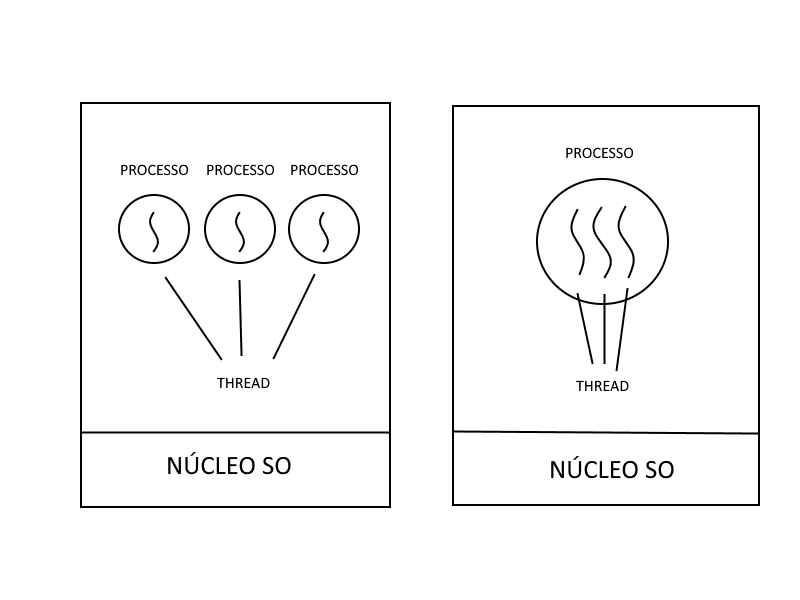 PROCESSO PROCESSO PROCESSO
THREAD
NÚCLEO SO
PROCESSO
THREAD
NÚCLEO SO